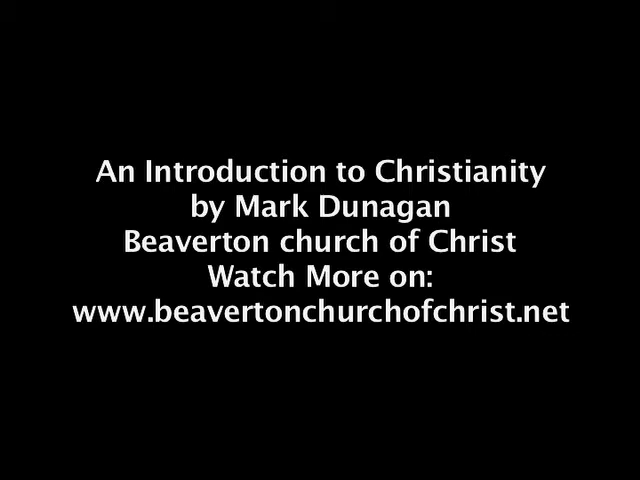 An Introduction to Christianity
by Mark Dunagan
Beaverton church of Christ
Watch More on:
www.beavertonchurchofchrist.net